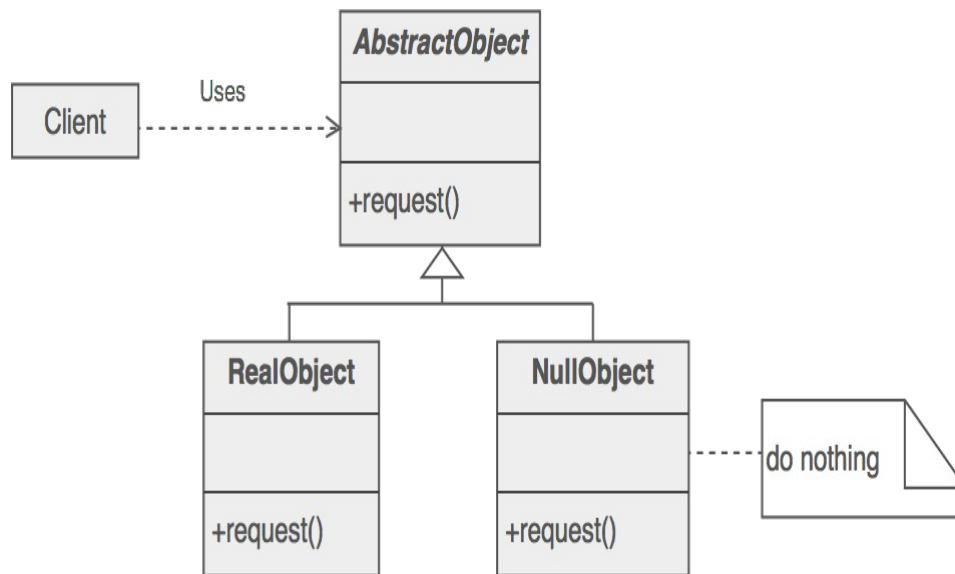 AbstractObject
Uses
Client
+request()
RealObject
NullObject
do nothing
+request()
+request()